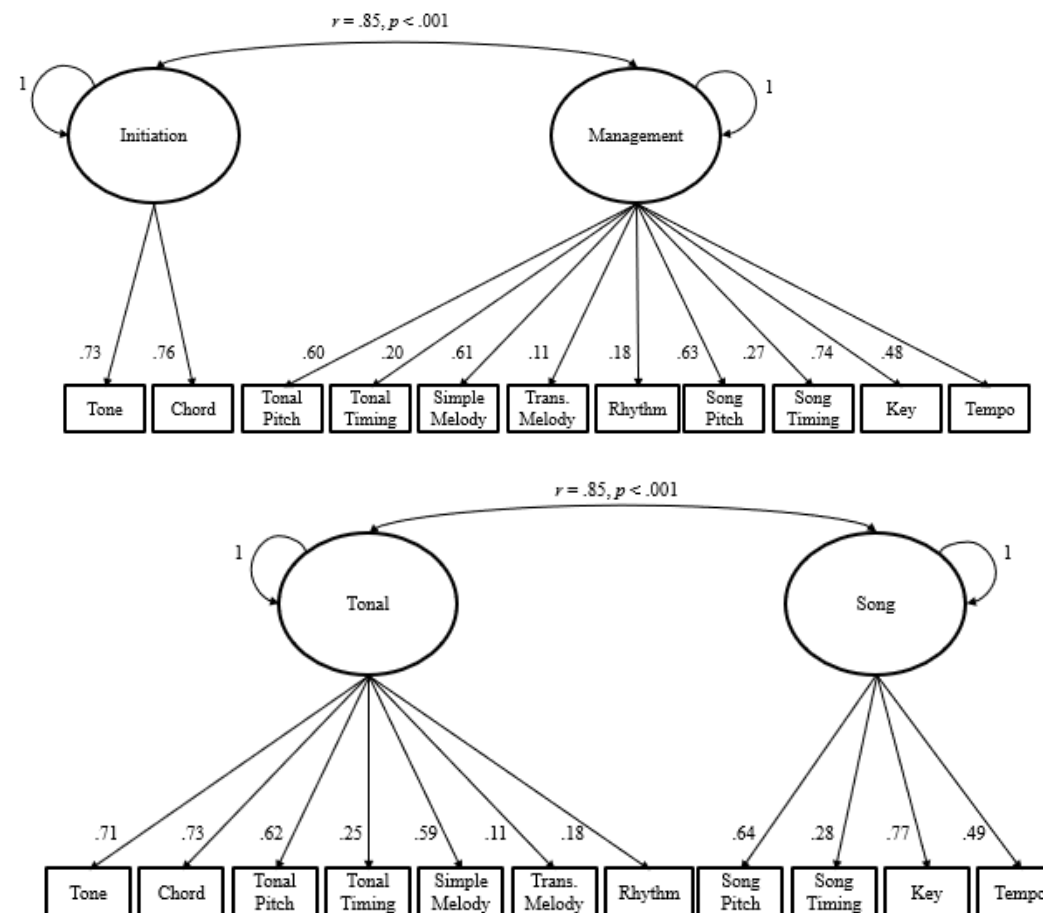 r = .85, p < .001
1
1
Initiation
Management
.73
.76
.60
.20
.61
.11
.18
.63
.27
.74
.48
Tone
Chord
Tonal
Pitch
Tonal
Timing
Simple
Melody
Trans.
Melody
Rhythm
Song
Pitch
Song
Timing
Key
Tempo
r = .85, p < .001
1
1
Tonal
Song
.71
.73
.62
.25
.59
.11
.18
.64
.28
.77
.49
Tone
Chord
Tonal
Pitch
Tonal
Timing
Simple
Melody
Trans.
Melody
Rhythm
Song
Pitch
Song
Timing
Key
Tempo